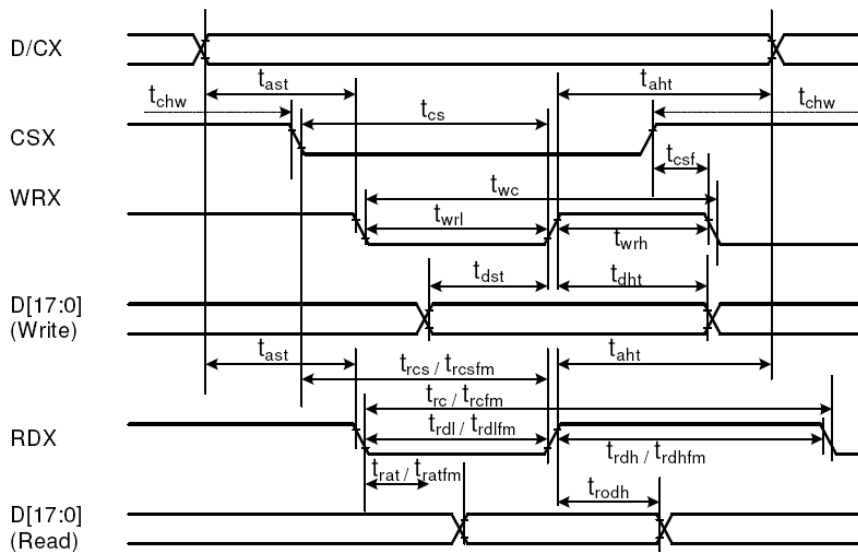 D/CX
t_ast t_aht
t_chw t_chw
t_cs
CSX
t_csf
WRX
t_wc
t_wrl t_wrh
t_dst t_dht
D[17:0]
(Write)
t_ast t_aht
t_rcs / t_rcsfm
t_rc / t_rcfm
RDX
t_rdl / t_rdlfm
t_rdh / t_rdhfm
t_rat / t_ratfm
t_rodh
D[17:0]
(Read)